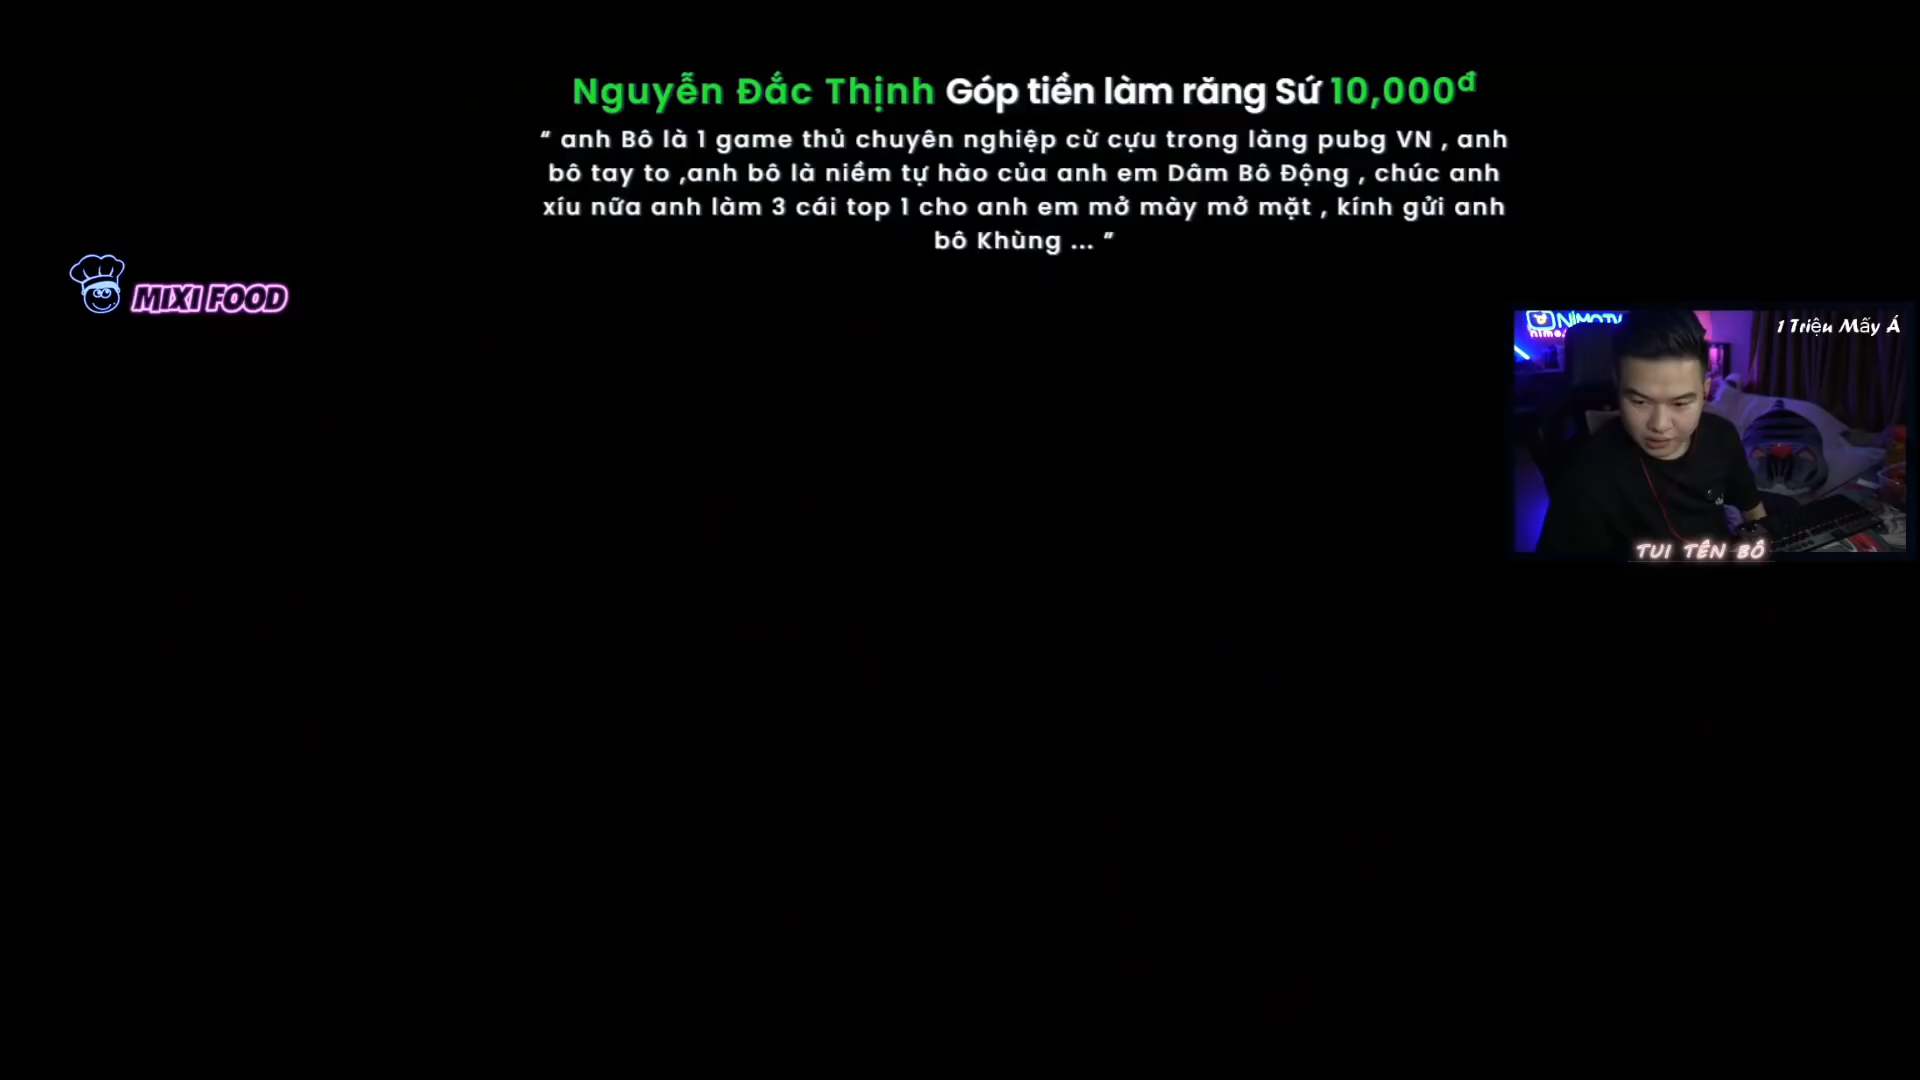 Nguyễn Đắc Thịnh Góp tiền làm răng Sứ 10,000đ
“ anh Bô là 1 game thủ chuyên nghiệp cừ cựu trong làng pubg VN , anh
bô tay to ,anh bô là niềm tự hào của anh em Dâm Bô Động , chúc anh
xíu nữa anh làm 3 cái top 1 cho anh em mở mày mở mặt , kính gửi anh
bô Khùng ... ”
MIXI FOOD
NIMOTV
1 Triệu Mấy Á
TUI TÊN BÔ